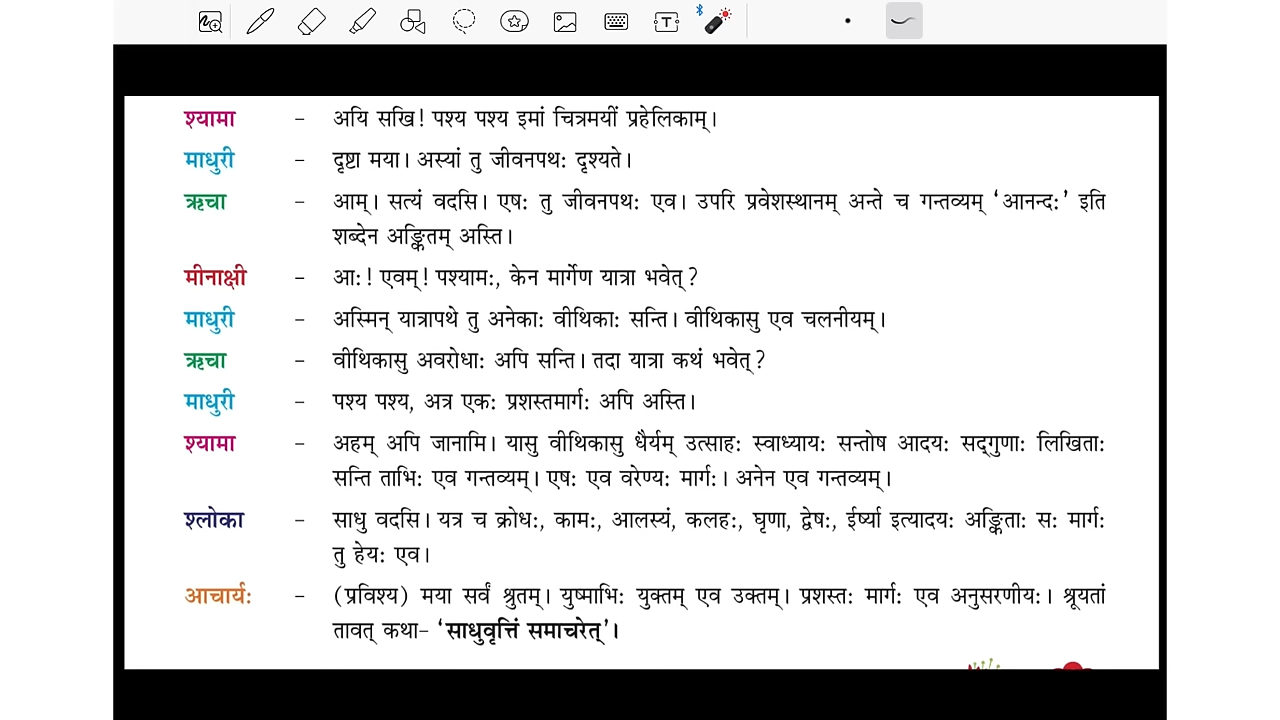 श्यामा – अयि सखि! पश्य पश्य इमां चित्रमयीं प्रहेलिकाम्।
माधुरी – दृष्टा मया। अस्यां तु जीवनपथः दृश्यते।
ऋचा – आम्। सत्यं वदसि। एषः तु जीवनपथः एव। उपरि प्रवेशस्थानम् अन्ते च गन्तव्यम् ‘आनन्दः’ इति
शब्देन अङ्कितम् अस्ति।
मीनाक्षी – आः! एवम्! पश्यामः, केन मार्गेण यात्रा भवेत्?
माधुरी – अस्मिन् यात्रापथे तु अनेकाः वीथिकाः सन्ति। वीथिकासु एव चलनीयम्।
ऋचा – वीथिकासु अवरोधाः अपि सन्ति। तदा यात्रा कथं भवेत्?
माधुरी – पश्य पश्य, अत्र एकः प्रशस्तमार्गः अपि अस्ति।
श्यामा – अहम् अपि जानामि। यासु वीथिकासु धैर्यम् उत्साहः स्वाध्यायः सन्तोष आदयः सद्‌गुणाः लिखिताः
सन्ति ताभिः एव गन्तव्यम्। एषः एव वरेण्यः मार्गः। अनेन एव गन्तव्यम्।
श्लोका – साधु वदसि। यत्र च क्रोधः, कामः, आलस्यं, कलहः, घृणा, द्वेषः, ईर्ष्या इत्यादयः अङ्किताः सः मार्गः
तु हेयः एव।
आचार्यः – (प्रविश्य) मया सर्वं श्रुतम्। युष्माभिः युक्तम् एव उक्तम्। प्रशस्तः मार्गः एव अनुसरणीयः। श्रूयतां
तावत् कथा– ‘साधुवृत्तिं समाचरेत्’।